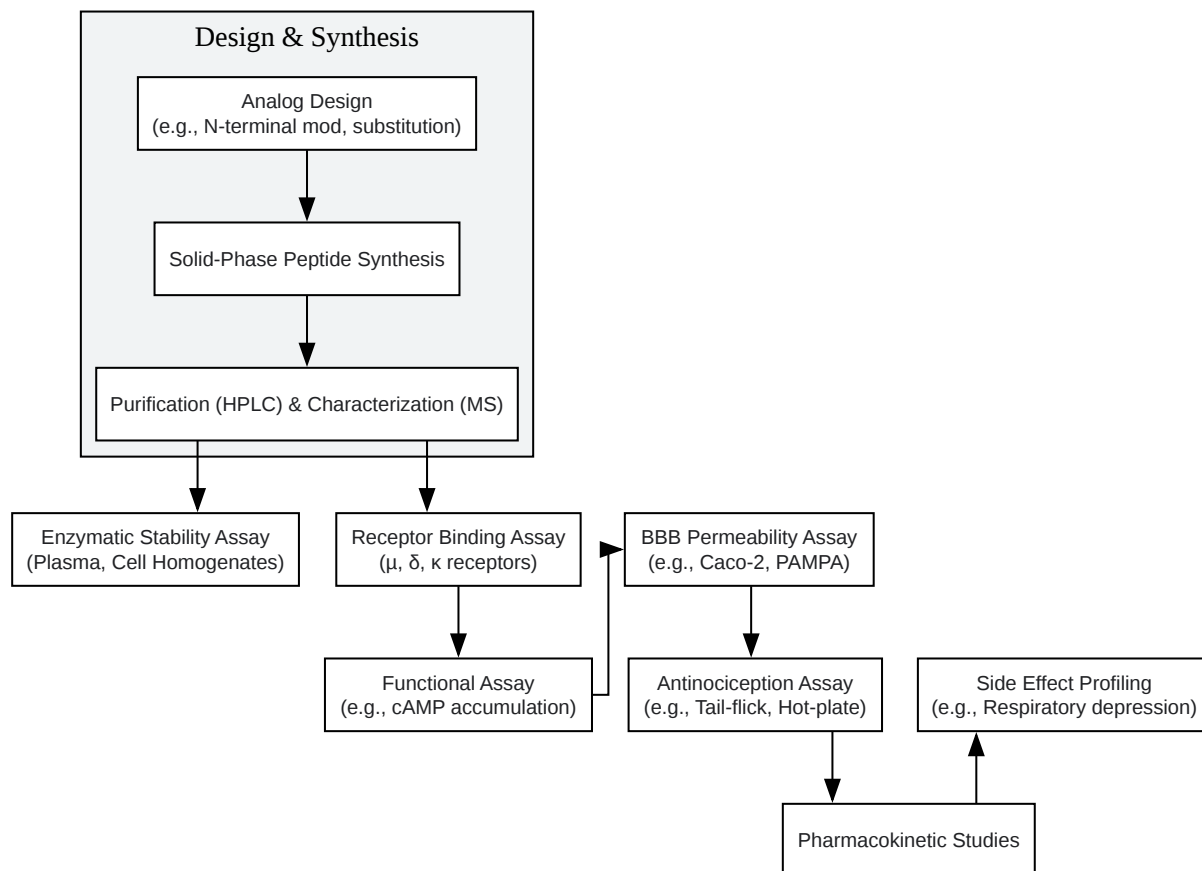 Design & Synthesis
Analog Design
(e.g., N-terminal mod, substitution)
Solid-Phase Peptide Synthesis
Purification (HPLC) & Characterization (MS)
Enzymatic Stability Assay
(Plasma, Cell Homogenates)
Receptor Binding Assay
(μ, δ, κ receptors)
BBB Permeability Assay
(e.g., Caco-2, PAMPA)
Functional Assay
(e.g., cAMP accumulation)
Antinociception Assay
(e.g., Tail-flick, Hot-plate)
Side Effect Profiling
(e.g., Respiratory depression)
Pharmacokinetic Studies